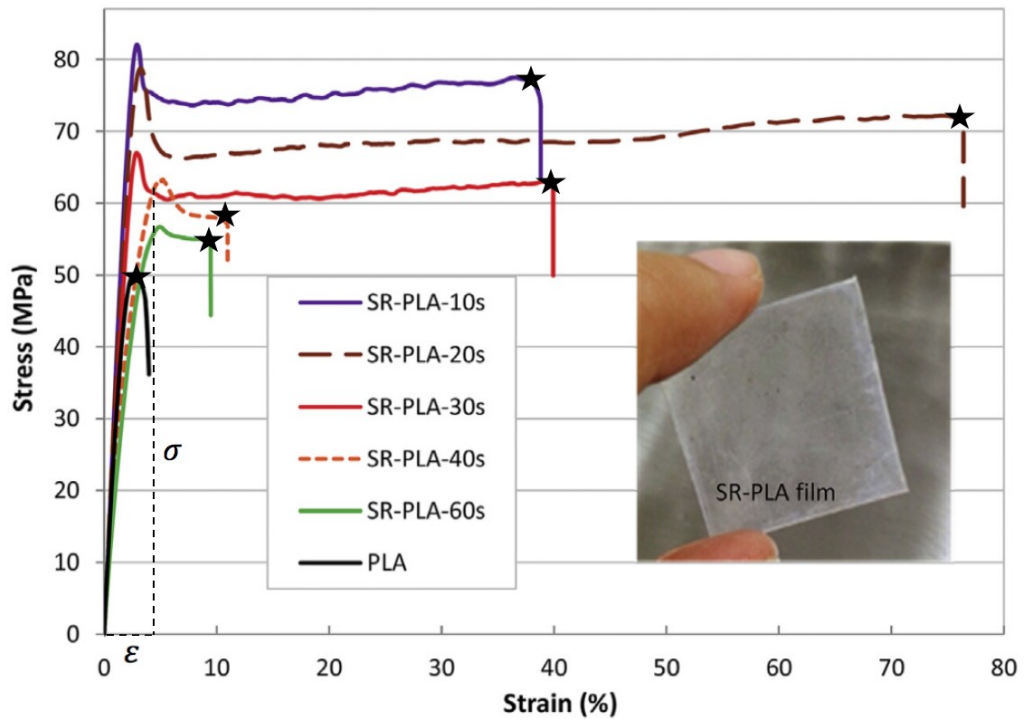 80
70
60
50
40
30
20
10
0
Stress (MPa)
SR-PLA-10s
SR-PLA-20s
SR-PLA-30s
SR-PLA-40s
SR-PLA-60s
PLA
σ
ε
SR-PLA film
0 10 20 30 40 50 60 70 80
Strain (%)